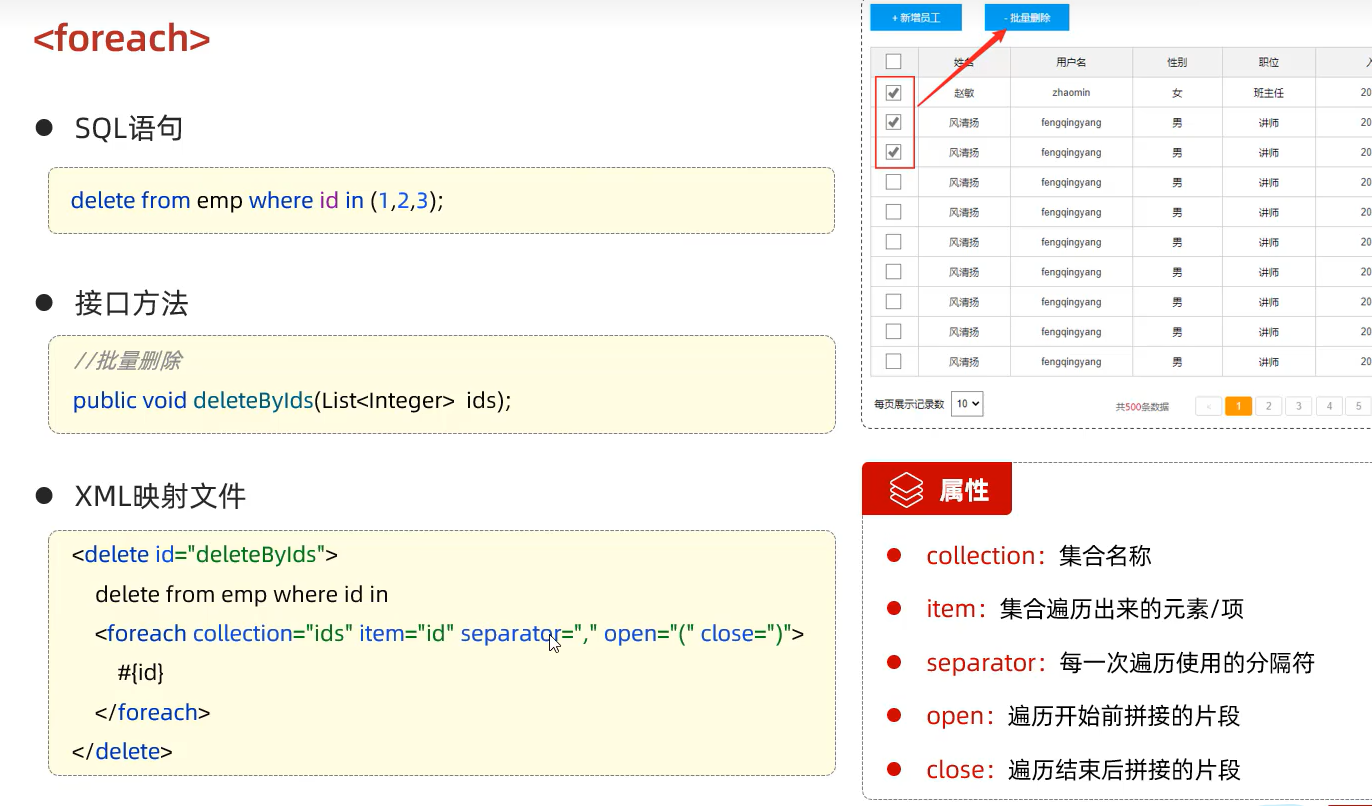 <foreach>
SQL语句
delete from emp where id in (1,2,3);
接口方法
//批量删除
public void deleteByIds(List<Integer> ids);
XML映射文件
<delete id="deleteByIds">
delete from emp where id in
<foreach collection="ids" item="id" separator="," open="(" close=")">
#{id}
</foreach>
</delete>
+ 新增员工 - 批量删除
姓名 用户名 性别 职位
赵敏 zhaomin 女 班主任 20
风清扬 fengqingyang 男 讲师 20
风清扬 fengqingyang 男 讲师 20
风清扬 fengqingyang 男 讲师 20
风清扬 fengqingyang 男 讲师 20
风清扬 fengqingyang 男 讲师 20
风清扬 fengqingyang 男 讲师 20
风清扬 fengqingyang 男 讲师 20
风清扬 fengqingyang 男 讲师 20
风清扬 fengqingyang 男 讲师 20
每页展示记录数 10 共500条数据 < 1 2 3 4 5
属性
collection：集合名称
item：集合遍历出来的元素/项
separator：每一次遍历使用的分隔符
open：遍历开始前拼接的片段
close：遍历结束后拼接的片段